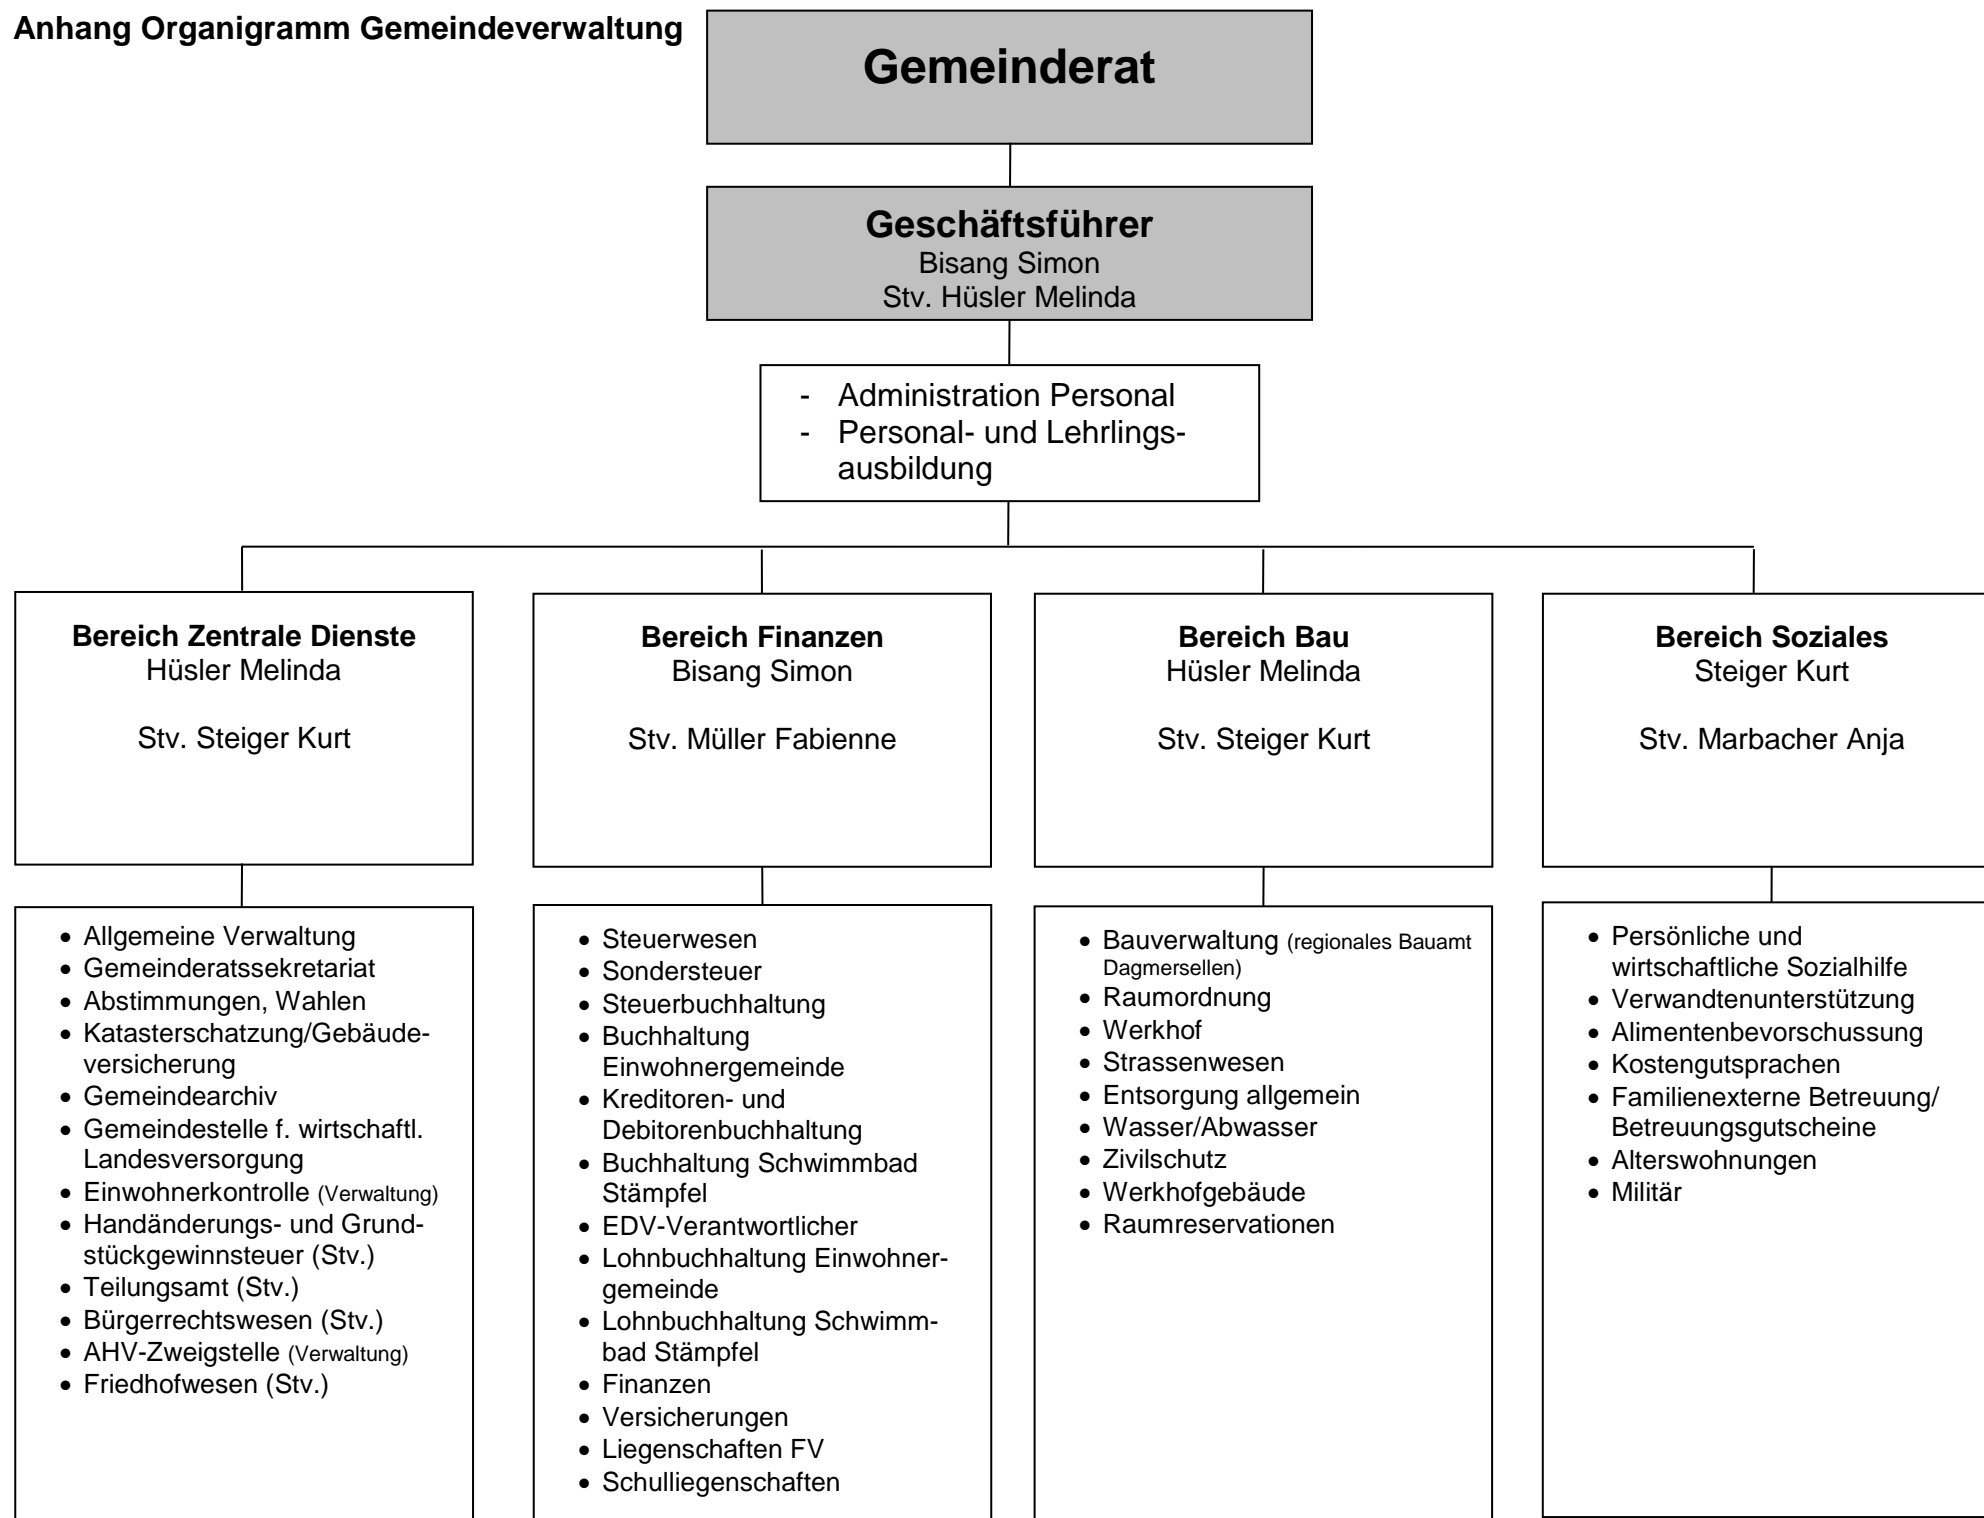 Anhang Organigramm Gemeindeverwaltung
Gemeinderat
Geschäftsführer
Bisang Simon
Stv. Hüsler Melinda
- Administration Personal
- Personal- und Lehrlings-
ausbildung
Bereich Zentrale Dienste
Hüsler Melinda
Stv. Steiger Kurt
Bereich Finanzen
Bisang Simon
Stv. Müller Fabienne
Bereich Bau
Hüsler Melinda
Stv. Steiger Kurt
Bereich Soziales
Steiger Kurt
Stv. Marbacher Anja
• Allgemeine Verwaltung
• Gemeinderatssekretariat
• Abstimmungen, Wahlen
• Katasterschatzung/Gebäude-
versicherung
• Gemeindearchiv
• Gemeindestelle f. wirtschaftl.
Landesversorgung
• Einwohnerkontrolle (Verwaltung)
• Handänderungs- und Grund-
stückgewinnsteuer (Stv.)
• Teilungsamt (Stv.)
• Bürgerrechtswesen (Stv.)
• AHV-Zweigstelle (Verwaltung)
• Friedhofwesen (Stv.)
• Steuerwesen
• Sondersteuer
• Steuerbuchhaltung
• Buchhaltung
Einwohnergemeinde
• Kreditoren- und
Debitorenbuchhaltung
• Buchhaltung Schwimmbad
Stämpfel
• EDV-Verantwortlicher
• Lohnbuchhaltung Einwohner-
gemeinde
• Lohnbuchhaltung Schwimm-
bad Stämpfel
• Finanzen
• Versicherungen
• Liegenschaften FV
• Schulliegenschaften
• Bauverwaltung (regionales Bauamt
Dagmersellen)
• Raumordnung
• Werkhof
• Strassenwesen
• Entsorgung allgemein
• Wasser/Abwasser
• Zivilschutz
• Werkhofgebäude
• Raumreservationen
• Persönliche und
wirtschaftliche Sozialhilfe
• Verwandtenunterstützung
• Alimentenbevorschussung
• Kostengutsprachen
• Familienexterne Betreuung/
Betreuungsgutscheine
• Alterswohnungen
• Militär